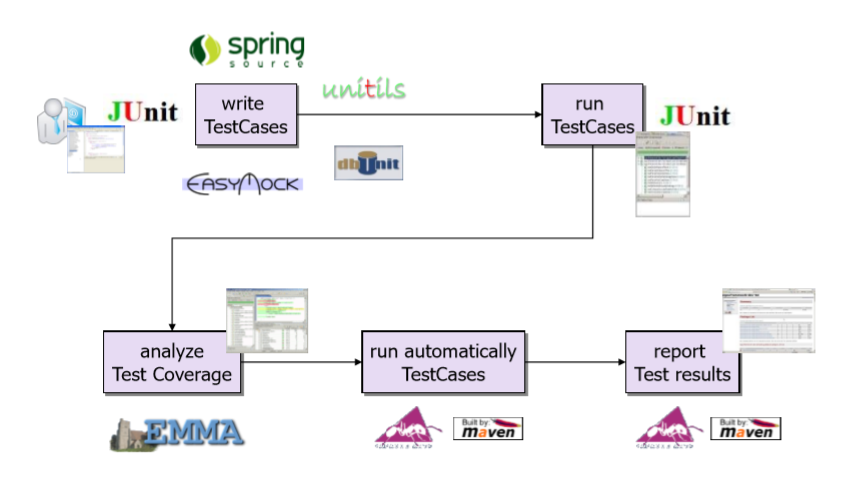 spring
source
JUnit
write
TestCases
unitils
run
TestCases
JUnit
dbUnit
EASYMOCK
analyze
Test Coverage
run automatically
TestCases
report
Test results
EMMA
Built by:
maven
Built by:
maven